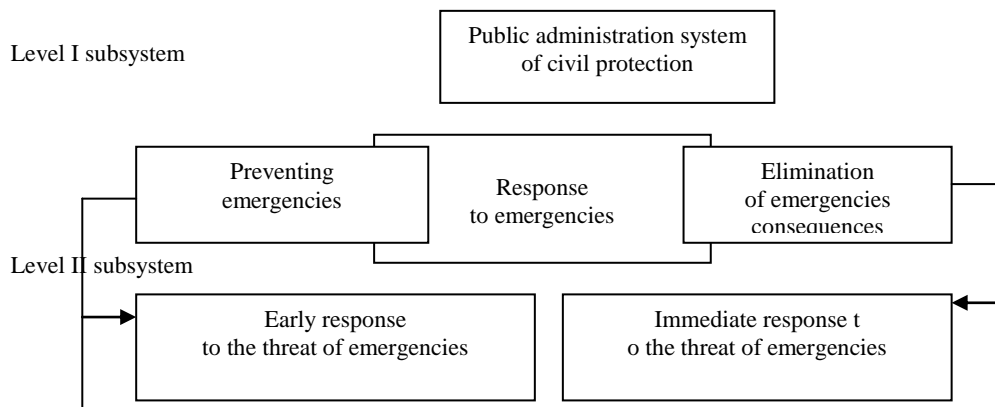 Public administration system
of civil protection
Level I subsystem
Preventing
emergencies
Response
to emergencies
Elimination
of emergencies
consequences
Level II subsystem
Early response
to the threat of emergencies
Immediate response t
o the threat of emergencies